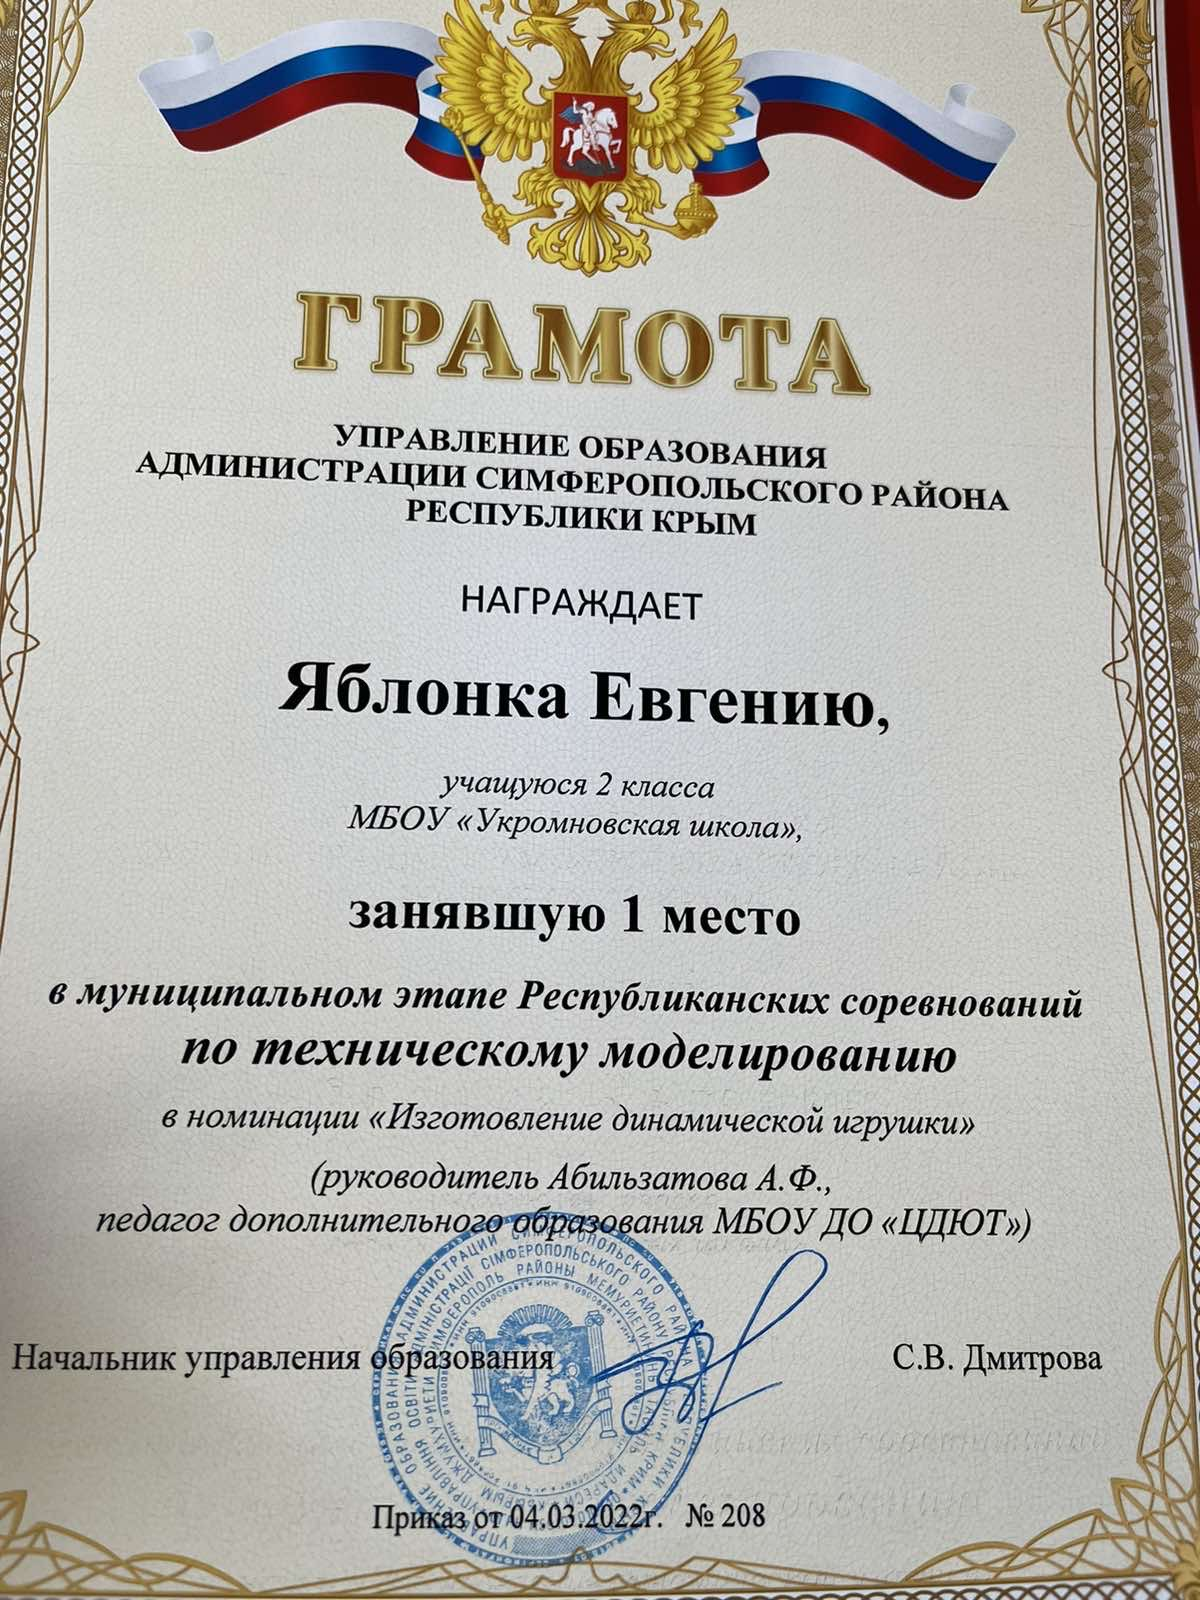 ГРАМОТА
УПРАВЛЕНИЕ ОБРАЗОВАНИЯ
АДМИНИСТРАЦИИ СИМФЕРОПОЛЬСКОГО РАЙОНА
РЕСПУБЛИКИ КРЫМ
НАГРАЖДАЕТ
Яблонка Евгению,
учащуюся 2 класса
МБОУ «Укромновская школа»,
занявшую 1 место
в муниципальном этапе Республиканских соревнований
по техническому моделированию
в номинации «Изготовление динамической игрушки»
(руководитель Абильзатова А.Ф.,
педагог дополнительного образования МБОУ ДО «ЦДЮТ»)
Начальник управления образования С.В. Дмитрова
Приказ от 04.03.2022г. № 208